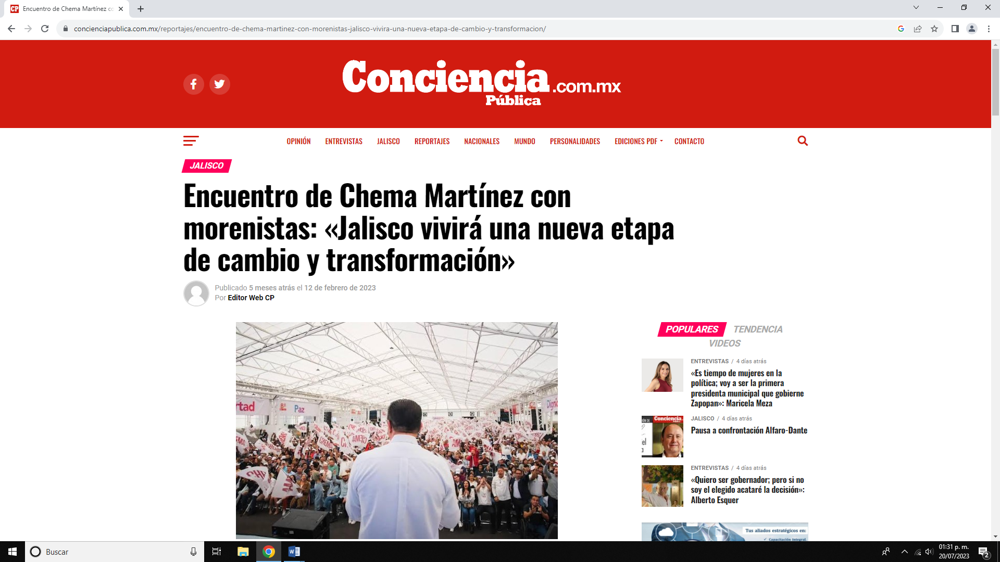 CP Encuentro de Chema Martínez co
conciencia​publica.com.mx/reportajes/encuentro-de-chema-martinez-con-morenistas-jalisco-vivira-una-nueva-etapa-de-cambio-y-transformacion/
Conciencia.com.mx
Pública
OPINIÓN ENTREVISTAS JALISCO REPORTAJES NACIONALES MUNDO PERSONALIDADES EDICIONES PDF CONTACTO
JALISCO
Encuentro de Chema Martínez con
morenistas: «Jalisco vivirá una nueva etapa
de cambio y transformación»
Publicado 5 meses atrás el 12 de febrero de 2023
Por Editor Web CP
rtad
Paz
CHEMA
POPULARES TENDENCIA
VIDEOS
ENTREVISTAS / 4 días atrás
«Es tiempo de mujeres en la
política; voy a ser la primera
presidenta municipal que gobierne
Zapopan»: Maricela Meza
Conciencia
JALISCO / 4 días atrás
Pausa a confrontación Alfaro-Dante
ENTREVISTAS / 4 días atrás
«Quiero ser gobernador; pero si no
soy el elegido acataré la decisión»:
Alberto Esquer
Tus aliados estratégicos en:
✓ Capacitación integral
Buscar
01:31 p. m.
20/07/2023
2